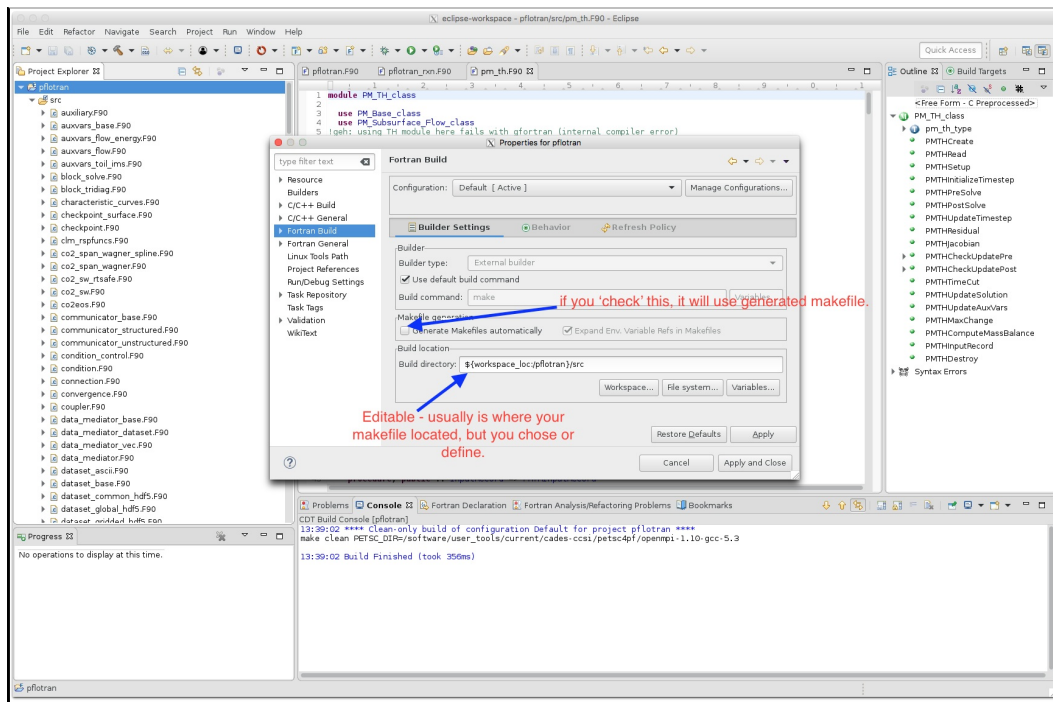 eclipse-workspace - pflotran/src/pm_th.F90 - Eclipse
File Edit Refactor Navigate Search Project Run Window Help
Quick Access
Project Explorer
pflotran
src
auxiliary.F90
auxvars_base.F90
auxvars_flow_energy.F90
auxvars_flow.F90
auxvars_toil_ims.F90
block_solve.F90
block_tridiag.F90
characteristic_curves.F90
checkpoint_surface.F90
checkpoint.F90
clm_rspfuncs.F90
co2_span_wagner_spline.F90
co2_span_wagner.F90
co2_sw_rtsafe.F90
co2_sw.F90
co2eos.F90
communicator_base.F90
communicator_structured.F90
communicator_unstructured.F90
condition_control.F90
condition.F90
connection.F90
convergence.F90
coupler.F90
data_mediator_base.F90
data_mediator_dataset.F90
data_mediator_vec.F90
data_mediator.F90
dataset_ascii.F90
dataset_base.F90
dataset_common_hdf5.F90
dataset_global_hdf5.F90
dataset_gridded_hdf5.F90
Progress
No operations to display at this time.
pflotran
pflotran.F90 pflotran_rxn.F90 pm_th.F90
1 module PM_TH_class
2
3 use PM_Base_class
4 use PM_Subsurface_Flow_class
5 !geh: using TH module here fails with gfortran (internal compiler error)
Properties for pflotran
type filter text
Resource
Builders
C/C++ Build
C/C++ General
Fortran Build
Fortran General
Linux Tools Path
Project References
Run/Debug Settings
Task Repository
Task Tags
Validation
WikiText
Fortran Build
Configuration: Default [ Active ] Manage Configurations...
Builder Settings Behavior Refresh Policy
Builder
Builder type: External builder
Use default build command
Build command: make Variables...
if you 'check' this, it will use generated makefile.
Makefile generation
Generate Makefiles automatically Expand Env. Variable Refs in Makefiles
Build location
Build directory: ${workspace_loc:/pflotran}/src
Workspace... File system... Variables...
Editable - usually is where your
makefile located, but you chose or
define.
Restore Defaults Apply
Cancel Apply and Close
Problems Console Fortran Declaration Fortran Analysis/Refactoring Problems Bookmarks
CDT Build Console [pflotran]
13:39:02 **** Clean-only build of configuration Default for project pflotran ****
make clean PETSC_DIR=/software/user_tools/current/cades-ccsi/petsc4pf/openmpi-1.10-gcc-5.3
13:39:02 Build Finished (took 356ms)
Outline Build Targets
<Free Form - C Preprocessed>
PM_TH_class
pm_th_type
PMTHCreate
PMTHRead
PMTHSetup
PMTHInitializeTimestep
PMTHPreSolve
PMTHPostSolve
PMTHUpdateTimestep
PMTHResidual
PMTHJacobian
PMTHCheckUpdatePre
PMTHCheckUpdatePost
PMTHTimeCut
PMTHUpdateSolution
PMTHUpdateAuxVars
PMTHMaxChange
PMTHComputeMassBalance
PMTHInputRecord
PMTHDestroy
Syntax Errors